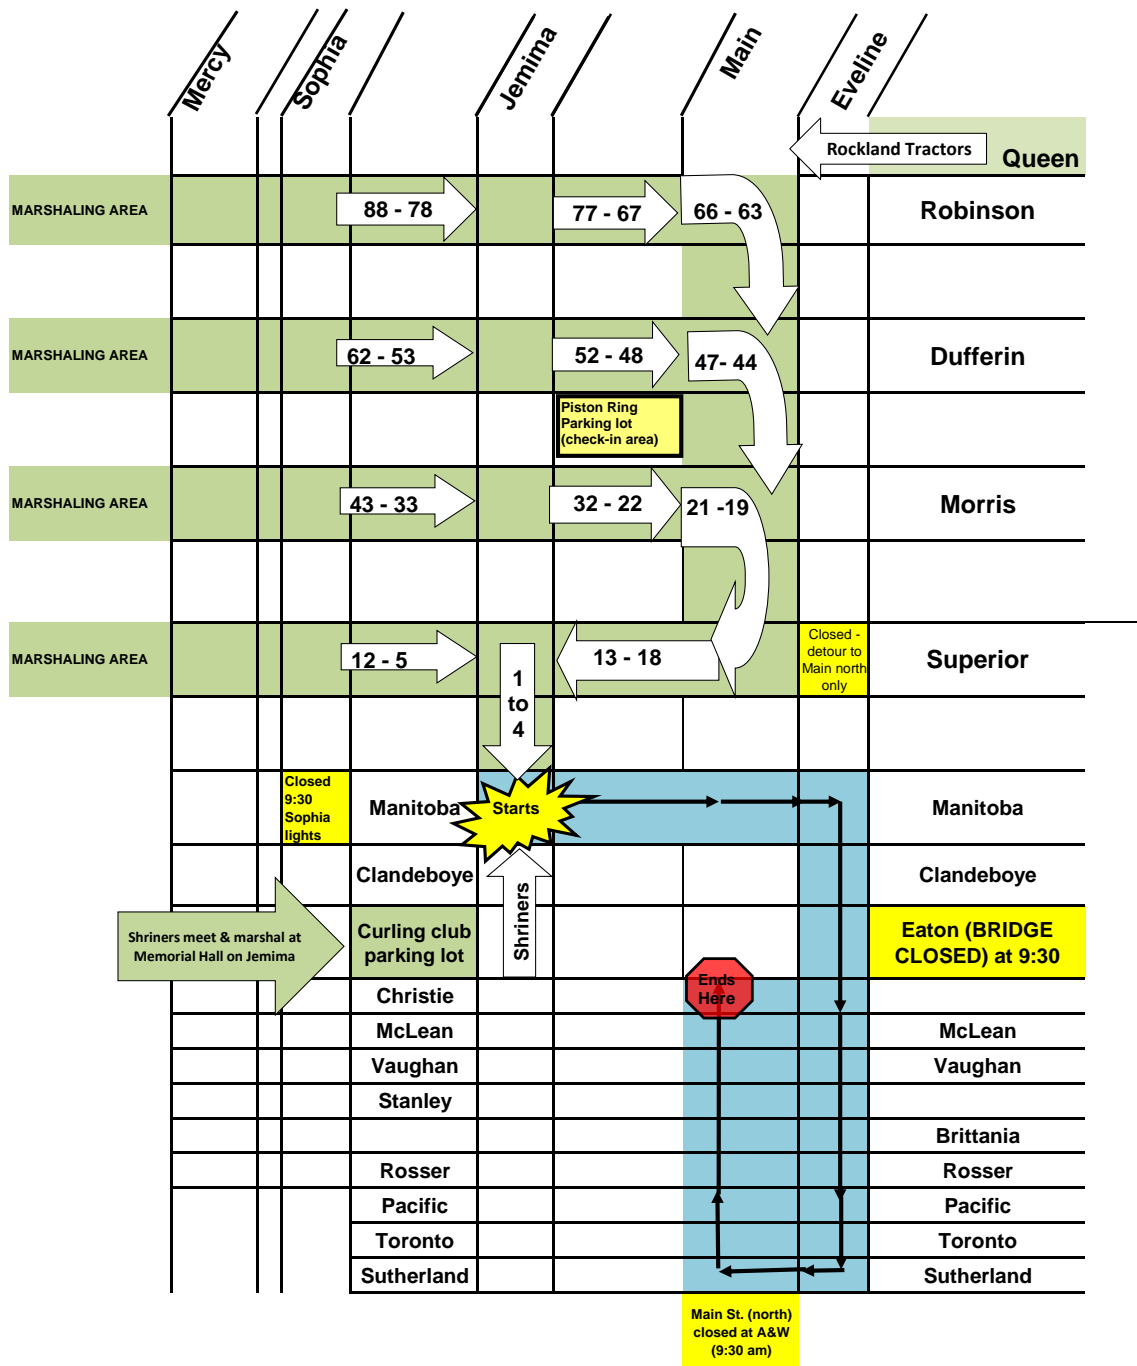 Mercy
Sophia
Jemima
Main
Eveline
Rockland Tractors
Queen
MARSHALING AREA
88 - 78
77 - 67
66 - 63
Robinson
MARSHALING AREA
62 - 53
52 - 48
47- 44
Dufferin
Piston Ring
Parking lot
(check-in area)
MARSHALING AREA
43 - 33
32 - 22
21 -19
Morris
MARSHALING AREA
12 - 5
1
to
4
13 - 18
Closed -
detour to
Main north
only
Superior
Closed
9:30
Sophia
lights
Manitoba
Starts
Manitoba
Clandeboye
Clandeboye
Shriners meet & marshal at
Memorial Hall on Jemima
Curling club
parking lot
Shriners
Eaton (BRIDGE
CLOSED) at 9:30
Ends
Here
Christie
McLean
McLean
Vaughan
Vaughan
Stanley
Brittania
Rosser
Rosser
Pacific
Pacific
Toronto
Toronto
Sutherland
Sutherland
Main St. (north)
closed at A&W
(9:30 am)